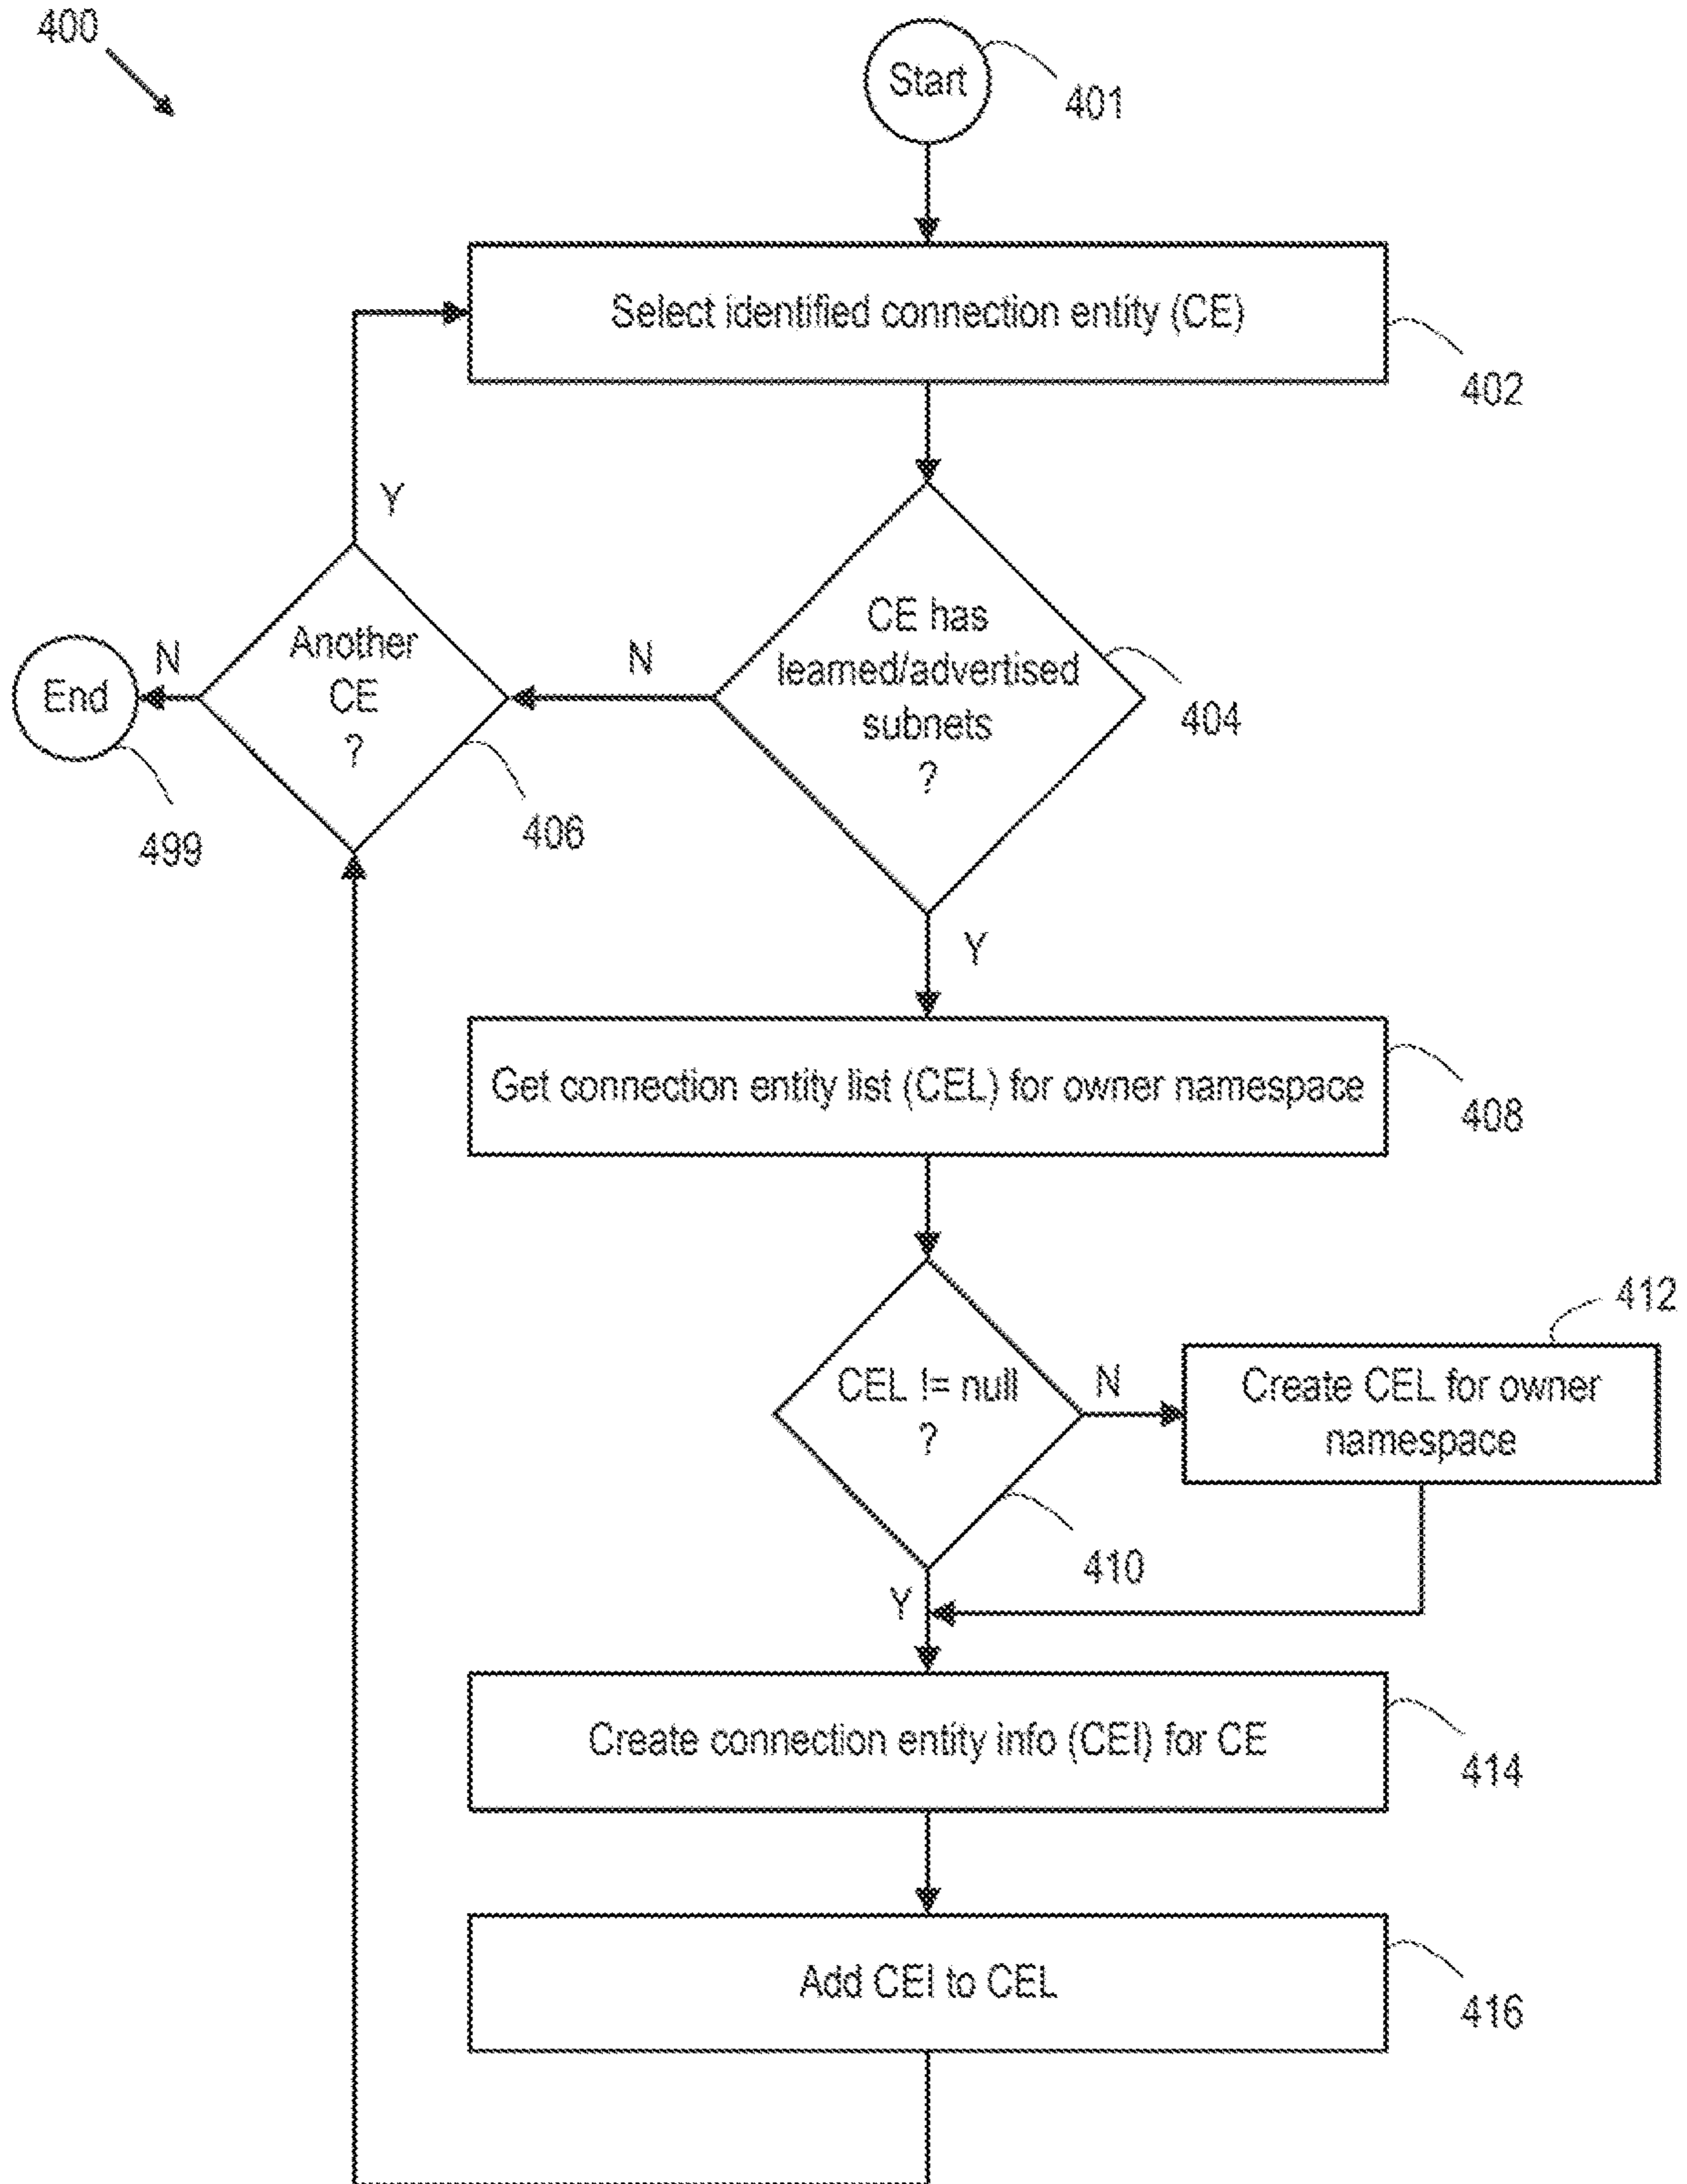 400
Start
401
Select identified connection entity (CE)
402
Y
CE has
learned/advertised
subnets
?
404
N
Another
CE
?
406
N
End
499
Y
Get connection entity list (CEL) for owner namespace
408
CEL != null
?
410
N
412
Create CEL for owner
namespace
Y
Create connection entity info (CEI) for CE
414
Add CEI to CEL
416